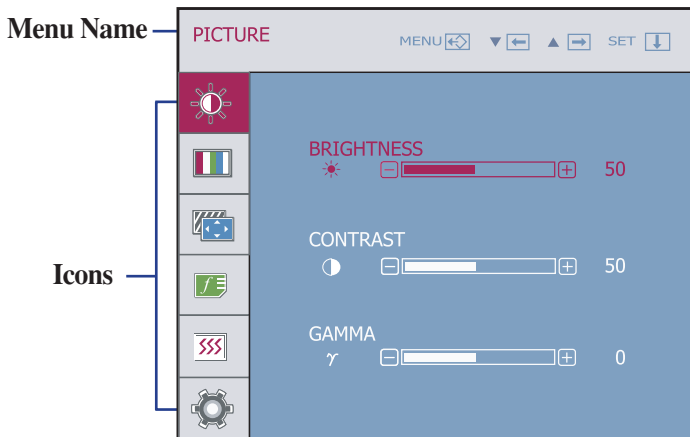 Menu Name
PICTURE MENU ▼ ▲ SET
BRIGHTNESS
50
CONTRAST
50
Icons
f
GAMMA
γ 0